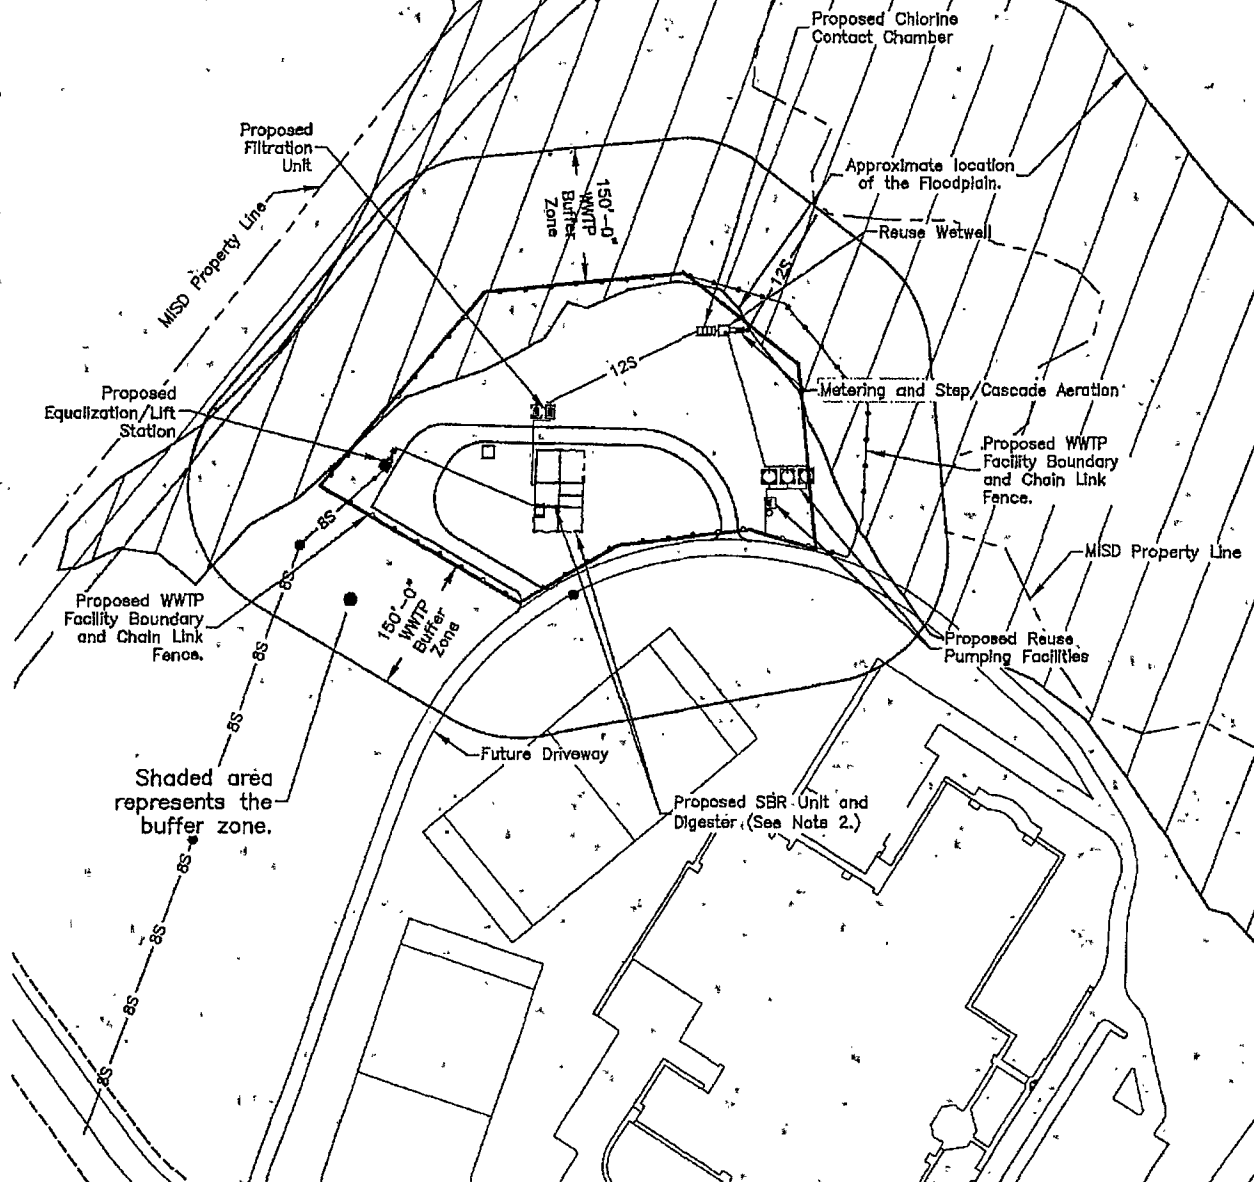 Proposed Chlorine
Contact Chamber
Proposed
Filtration
Unit
Approximate location
of the Floodplain.
150'-0"
WWTP
Buffer
Zone
MISD Property Line
Reuse Wetwell
12S
12S
Proposed
Equalization/Lift
Station
Metering and Step/Cascade Aeration
Proposed WWTP
Facility Boundary
and Chain Link
Fence.
8S
MISD Property Line
8S
Proposed WWTP
Facility Boundary
and Chain Link
Fence.
150'-0"
WWTP
Buffer
Zone
Proposed Reuse
Pumping Facilities
8S
8S
Future Driveway
Shaded area
represents the
buffer zone.
Proposed SBR Unit and
Digester. (See Note 2.)
8S
8S
8S
8S